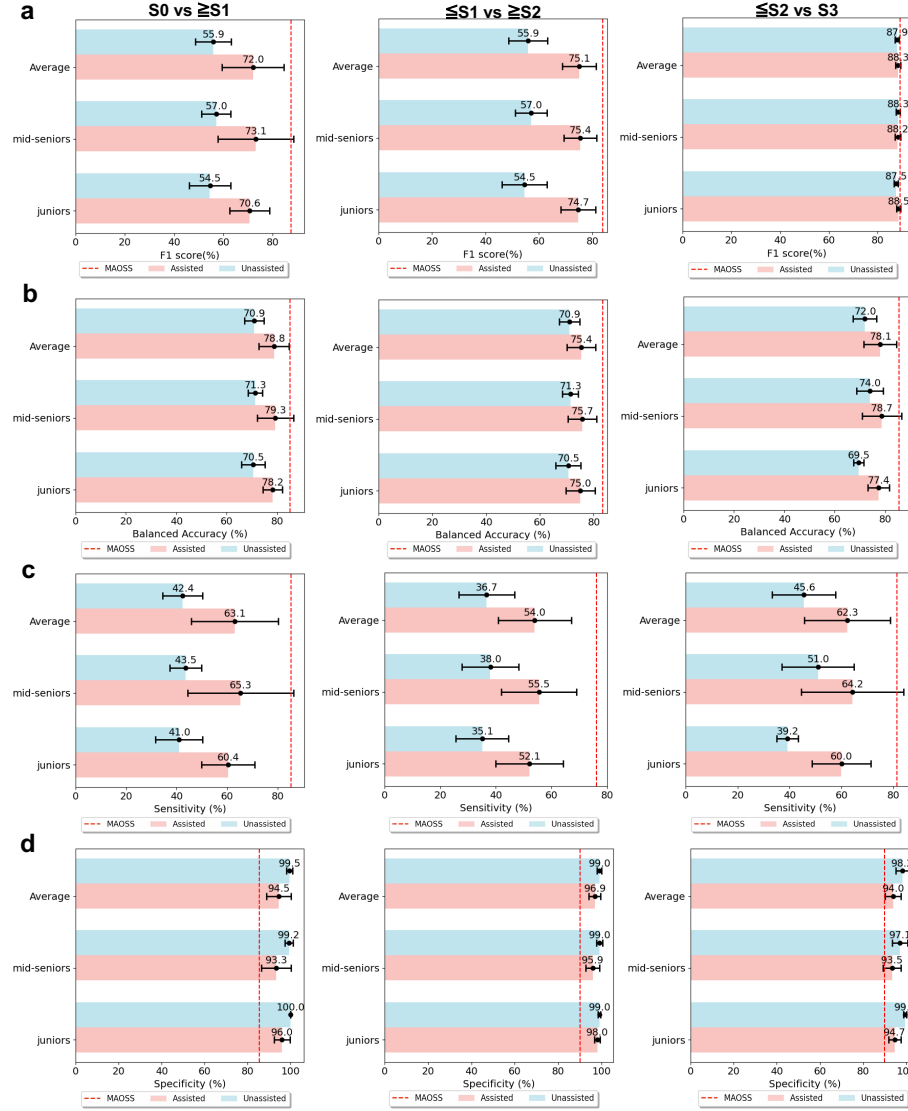 a
S0 vs ≧S1
≦S1 vs ≧S2
≦S2 vs S3
55.9
Average
72.0
57.0
mid-seniors
73.1
54.5
juniors
70.6
0 20 40 60 80
F1 score(%)
MAOSS Assisted Unassisted
55.9
Average
75.1
57.0
mid-seniors
75.4
54.5
juniors
74.7
0 20 40 60 80
F1 score(%)
MAOSS Assisted Unassisted
87.9
Average
88.3
88.3
mid-seniors
88.2
87.5
juniors
88.5
0 20 40 60 80
F1 score(%)
MAOSS Assisted Unassisted
b
70.9
Average
78.8
71.3
mid-seniors
79.3
70.5
juniors
78.2
0 20 40 60 80
Balanced Accuracy (%)
MAOSS Assisted Unassisted
70.9
Average
75.4
71.3
mid-seniors
75.7
70.5
juniors
75.0
0 20 40 60 80
Balanced Accuracy (%)
MAOSS Assisted Unassisted
72.0
Average
78.1
74.0
mid-seniors
78.7
69.5
juniors
77.4
0 20 40 60 80
Balanced Accuracy (%)
MAOSS Assisted Unassisted
c
42.4
Average
63.1
43.5
mid-seniors
65.3
41.0
juniors
60.4
0 20 40 60 80
Sensitivity (%)
MAOSS Assisted Unassisted
36.7
Average
54.0
38.0
mid-seniors
55.5
35.1
juniors
52.1
0 20 40 60 80
Sensitivity (%)
MAOSS Assisted Unassisted
45.6
Average
62.3
51.0
mid-seniors
64.2
39.2
juniors
60.0
0 20 40 60 80
Sensitivity (%)
MAOSS Assisted Unassisted
d
99.5
Average
94.5
99.2
mid-seniors
93.3
100.0
juniors
96.0
0 20 40 60 80 100
Specificity (%)
MAOSS Assisted Unassisted
99.0
Average
96.9
99.0
mid-seniors
95.9
99.0
juniors
98.0
0 20 40 60 80 100
Specificity (%)
MAOSS Assisted Unassisted
Average
94.0
97.1
mid-seniors
93.5
juniors
94.7
0 20 40 60 80 100
Specificity (%)
MAOSS Assisted Unassisted